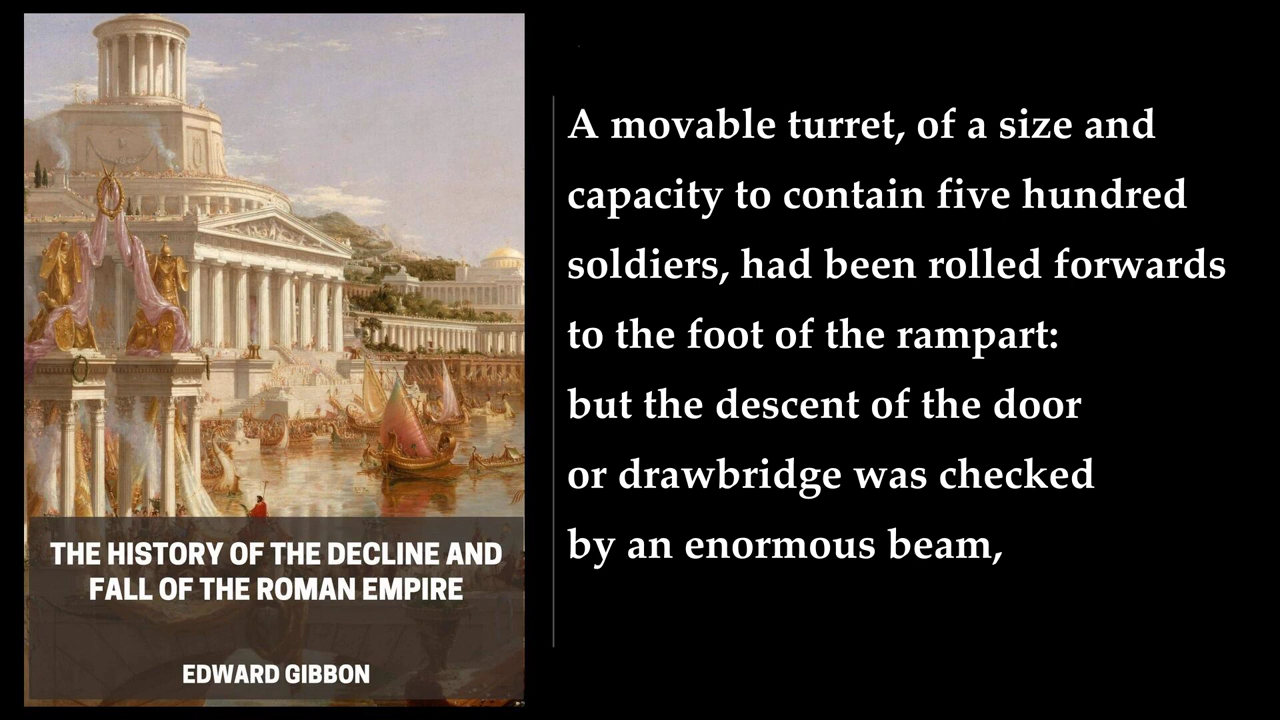 THE HISTORY OF THE DECLINE AND
FALL OF THE ROMAN EMPIRE
EDWARD GIBBON
A movable turret, of a size and
capacity to contain five hundred
soldiers, had been rolled forwards
to the foot of the rampart:
but the descent of the door
or drawbridge was checked
by an enormous beam,